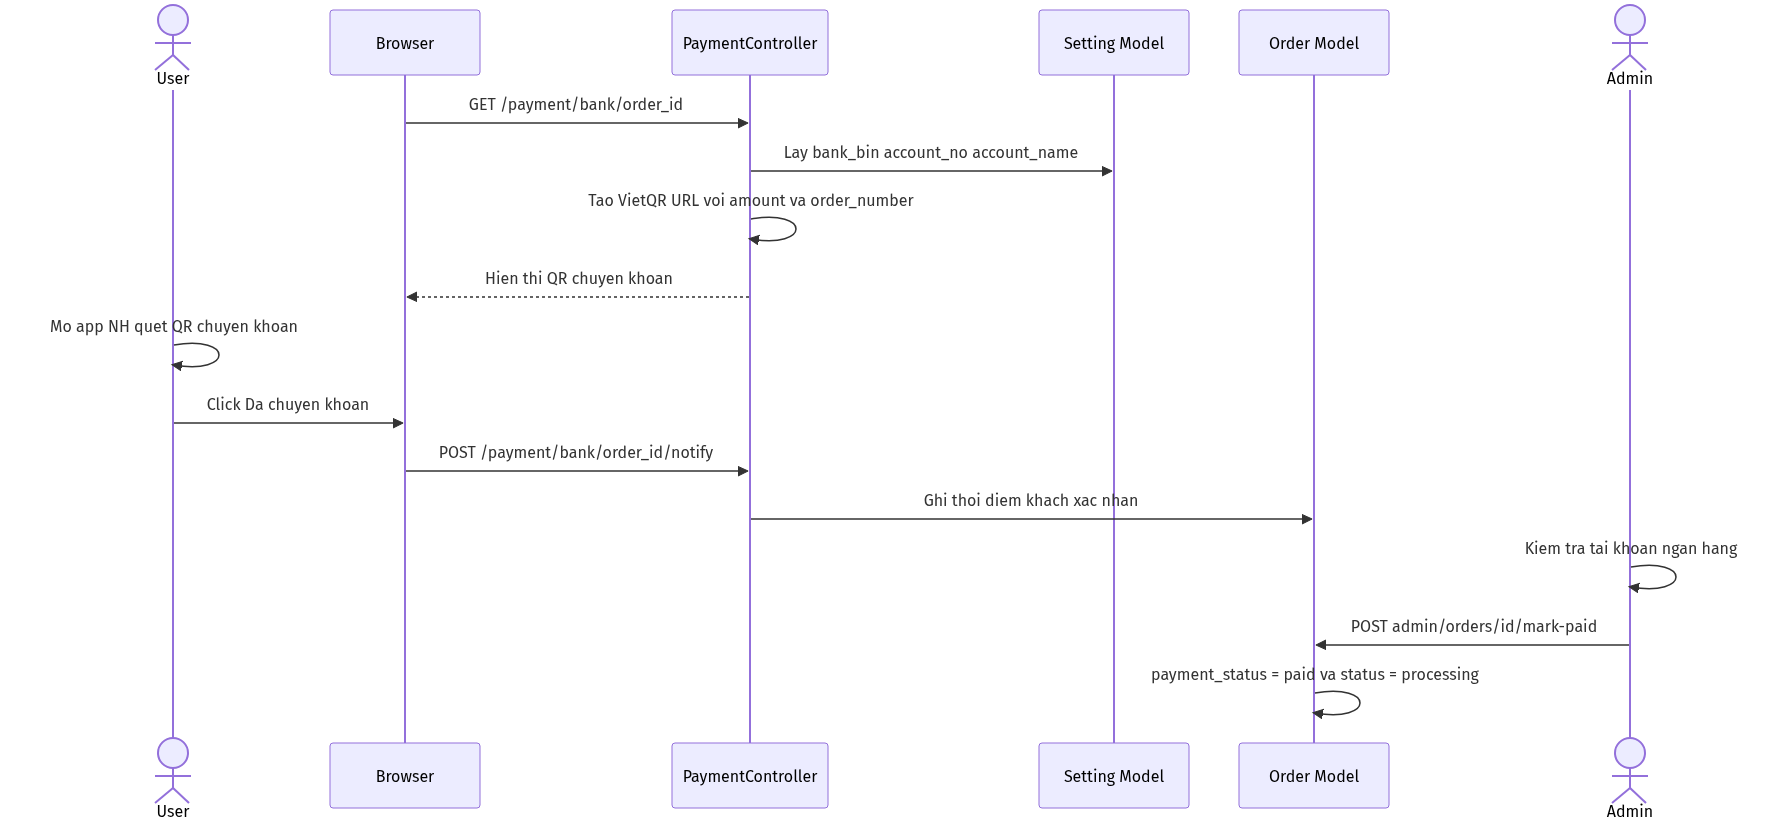 User
Browser
PaymentController
Setting Model
Order Model
Admin
GET /payment/bank/order_id
Lay bank_bin account_no account_name
Tao VietQR URL voi amount va order_number
Hien thi QR chuyen khoan
Mo app NH quet QR chuyen khoan
Click Da chuyen khoan
POST /payment/bank/order_id/notify
Ghi thoi diem khach xac nhan
Kiem tra tai khoan ngan hang
POST admin/orders/id/mark-paid
payment_status = paid va status = processing
User
Browser
PaymentController
Setting Model
Order Model
Admin